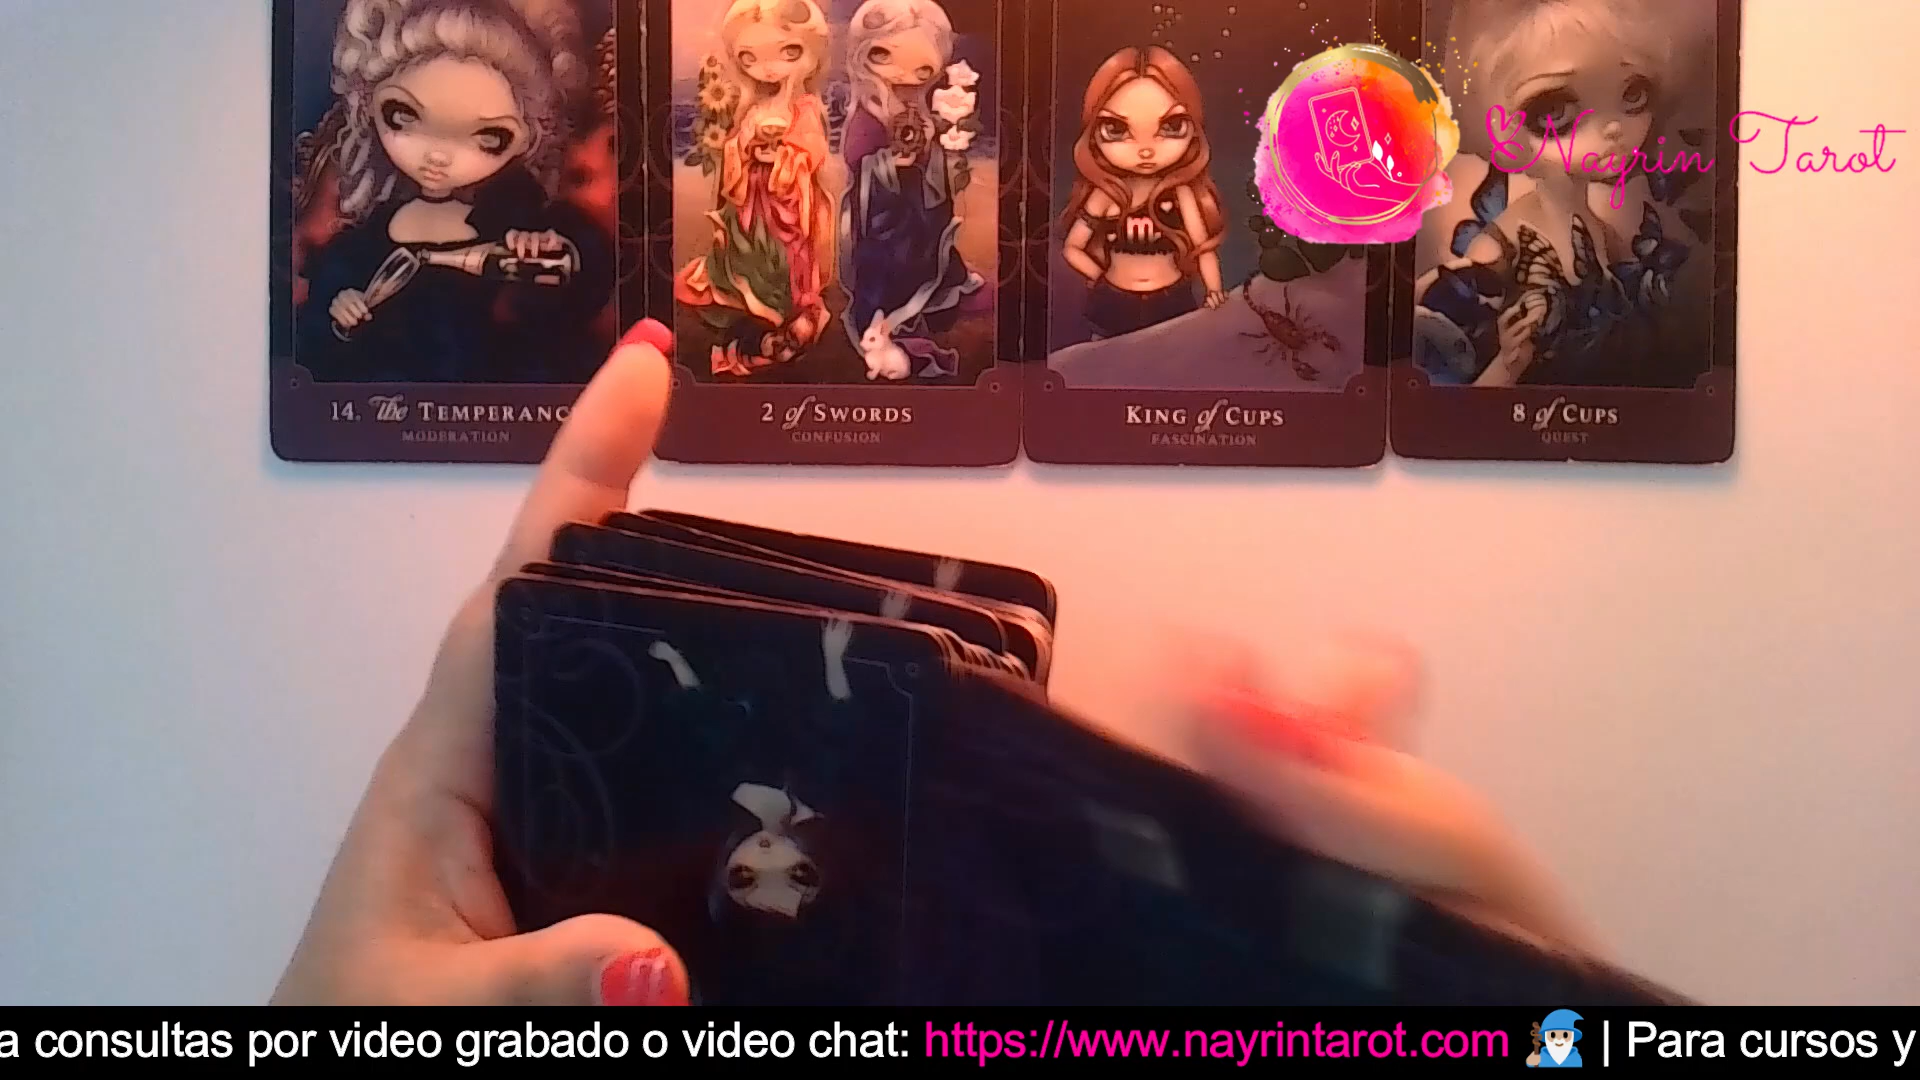 Nayrin Tarot
14. The TEMPERANC
MODERATION
2 of SWORDS
CONFUSION
KING of CUPS
FASCINATION
8 of CUPS
QUEST
a consultas por video grabado o video chat: https://www.nayrintarot.com | Para cursos y